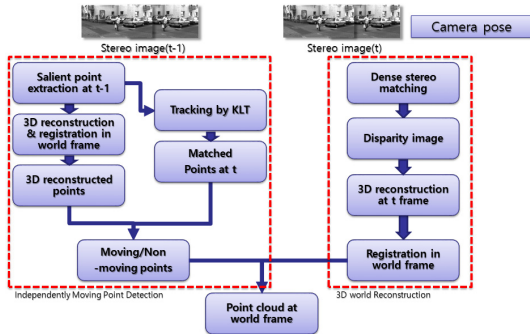 Camera pose
Stereo image(t-1)
Stereo image(t)
Salient point
extraction at t-1
Tracking by KLT
3D reconstruction
& registration in
world frame
Matched
Points at t
3D reconstructed
points
Moving/Non
-moving points
Independently Moving Point Detection
Dense stereo
matching
Disparity image
3D reconstruction
at t frame
Registration in
world frame
3D world Reconstruction
Point cloud at
world frame